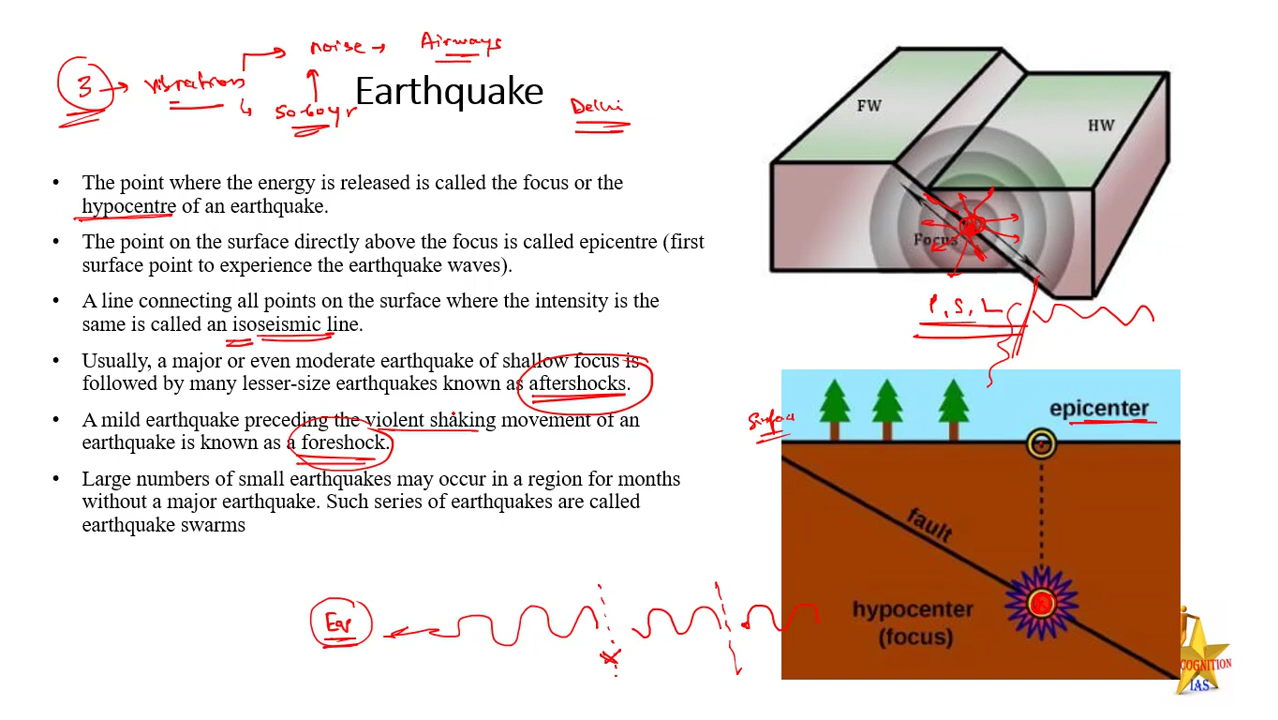 3 → vibration → noise → Airways
50-60yr
Earthquake
Delhi
• The point where the energy is released is called the focus or the
hypocentre of an earthquake.
• The point on the surface directly above the focus is called epicentre (first
surface point to experience the earthquake waves).
• A line connecting all points on the surface where the intensity is the
same is called an isoseismic line.
• Usually, a major or even moderate earthquake of shallow focus is
followed by many lesser-size earthquakes known as aftershocks.
• A mild earthquake preceding the violent shaking movement of an
earthquake is known as a foreshock.
• Large numbers of small earthquakes may occur in a region for months
without a major earthquake. Such series of earthquakes are called
earthquake swarms
FW
HW
Focus
P, S, L
epicenter
fault
hypocenter
(focus)
COGNITION
IAS